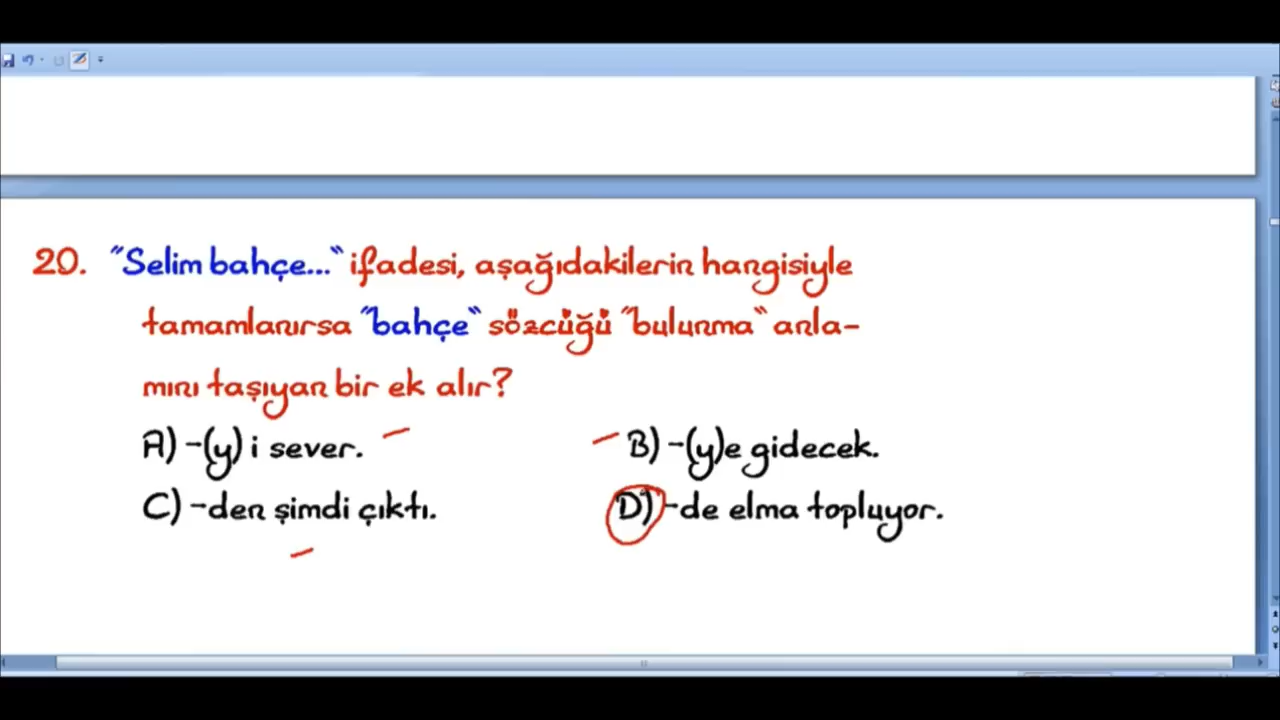 20. "Selim bahçe..." ifadesi, aşağıdakilerin hangisiyle
tamamlanırsa "bahçe" sözcüğü "bulunma" anla-
mını taşıyan bir ek alır?
A) -(y) i sever.
B) -(y)e gidecek.
C) -den şimdi çıktı.
D) -de elma topluyor.